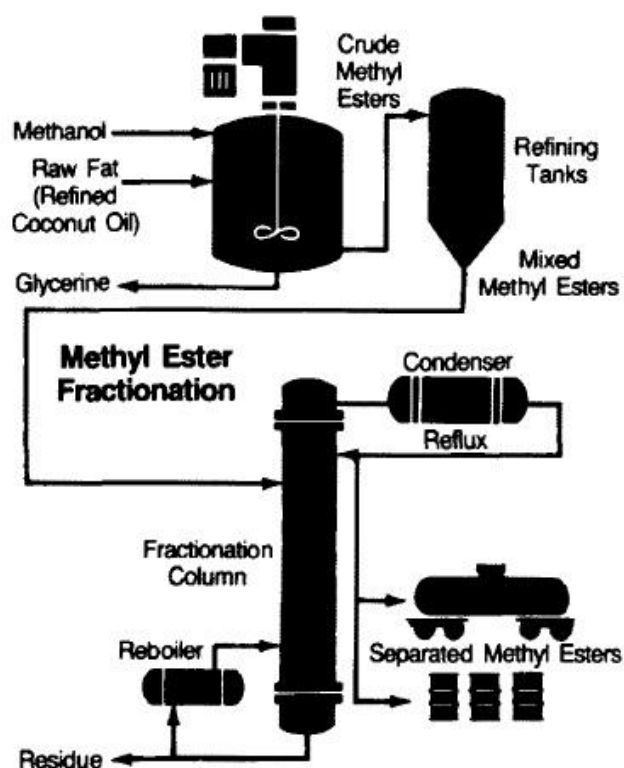 Crude
Methyl
Esters
Methanol
Raw Fat
(Refined
Coconut Oil)
Refining
Tanks
Glycerine
Mixed
Methyl Esters
Methyl Ester
Fractionation
Condenser
Reflux
Fractionation
Column
Reboiler
Separated Methyl Esters
Residue